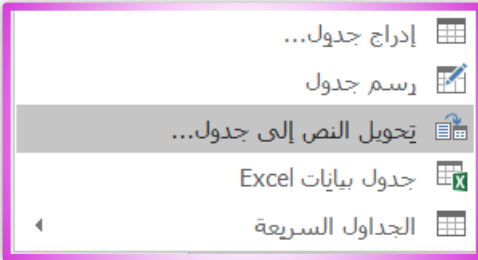 إدراج جدول...
رسم جدول
تحويل النص إلى جدول...
جدول بيانات Excel
الجداول السريعة